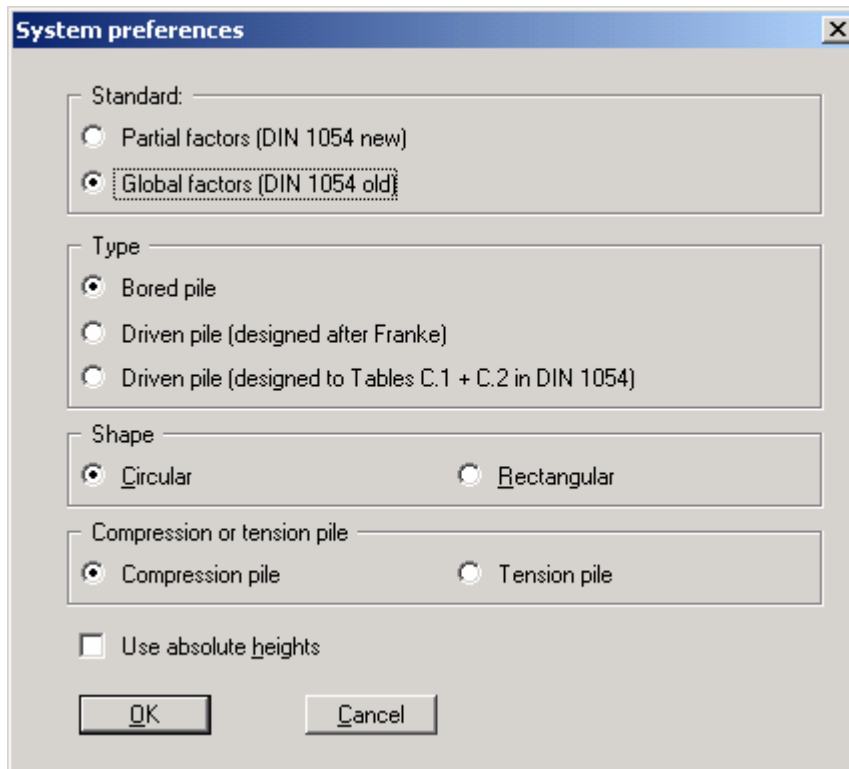 System preferences
Standard:
Partial factors (DIN 1054 new)
Global factors (DIN 1054 old)
Type
Bored pile
Driven pile (designed after Franke)
Driven pile (designed to Tables C.1 + C.2 in DIN 1054)
Shape
Circular Rectangular
Compression or tension pile
Compression pile Tension pile
Use absolute heights
OK Cancel